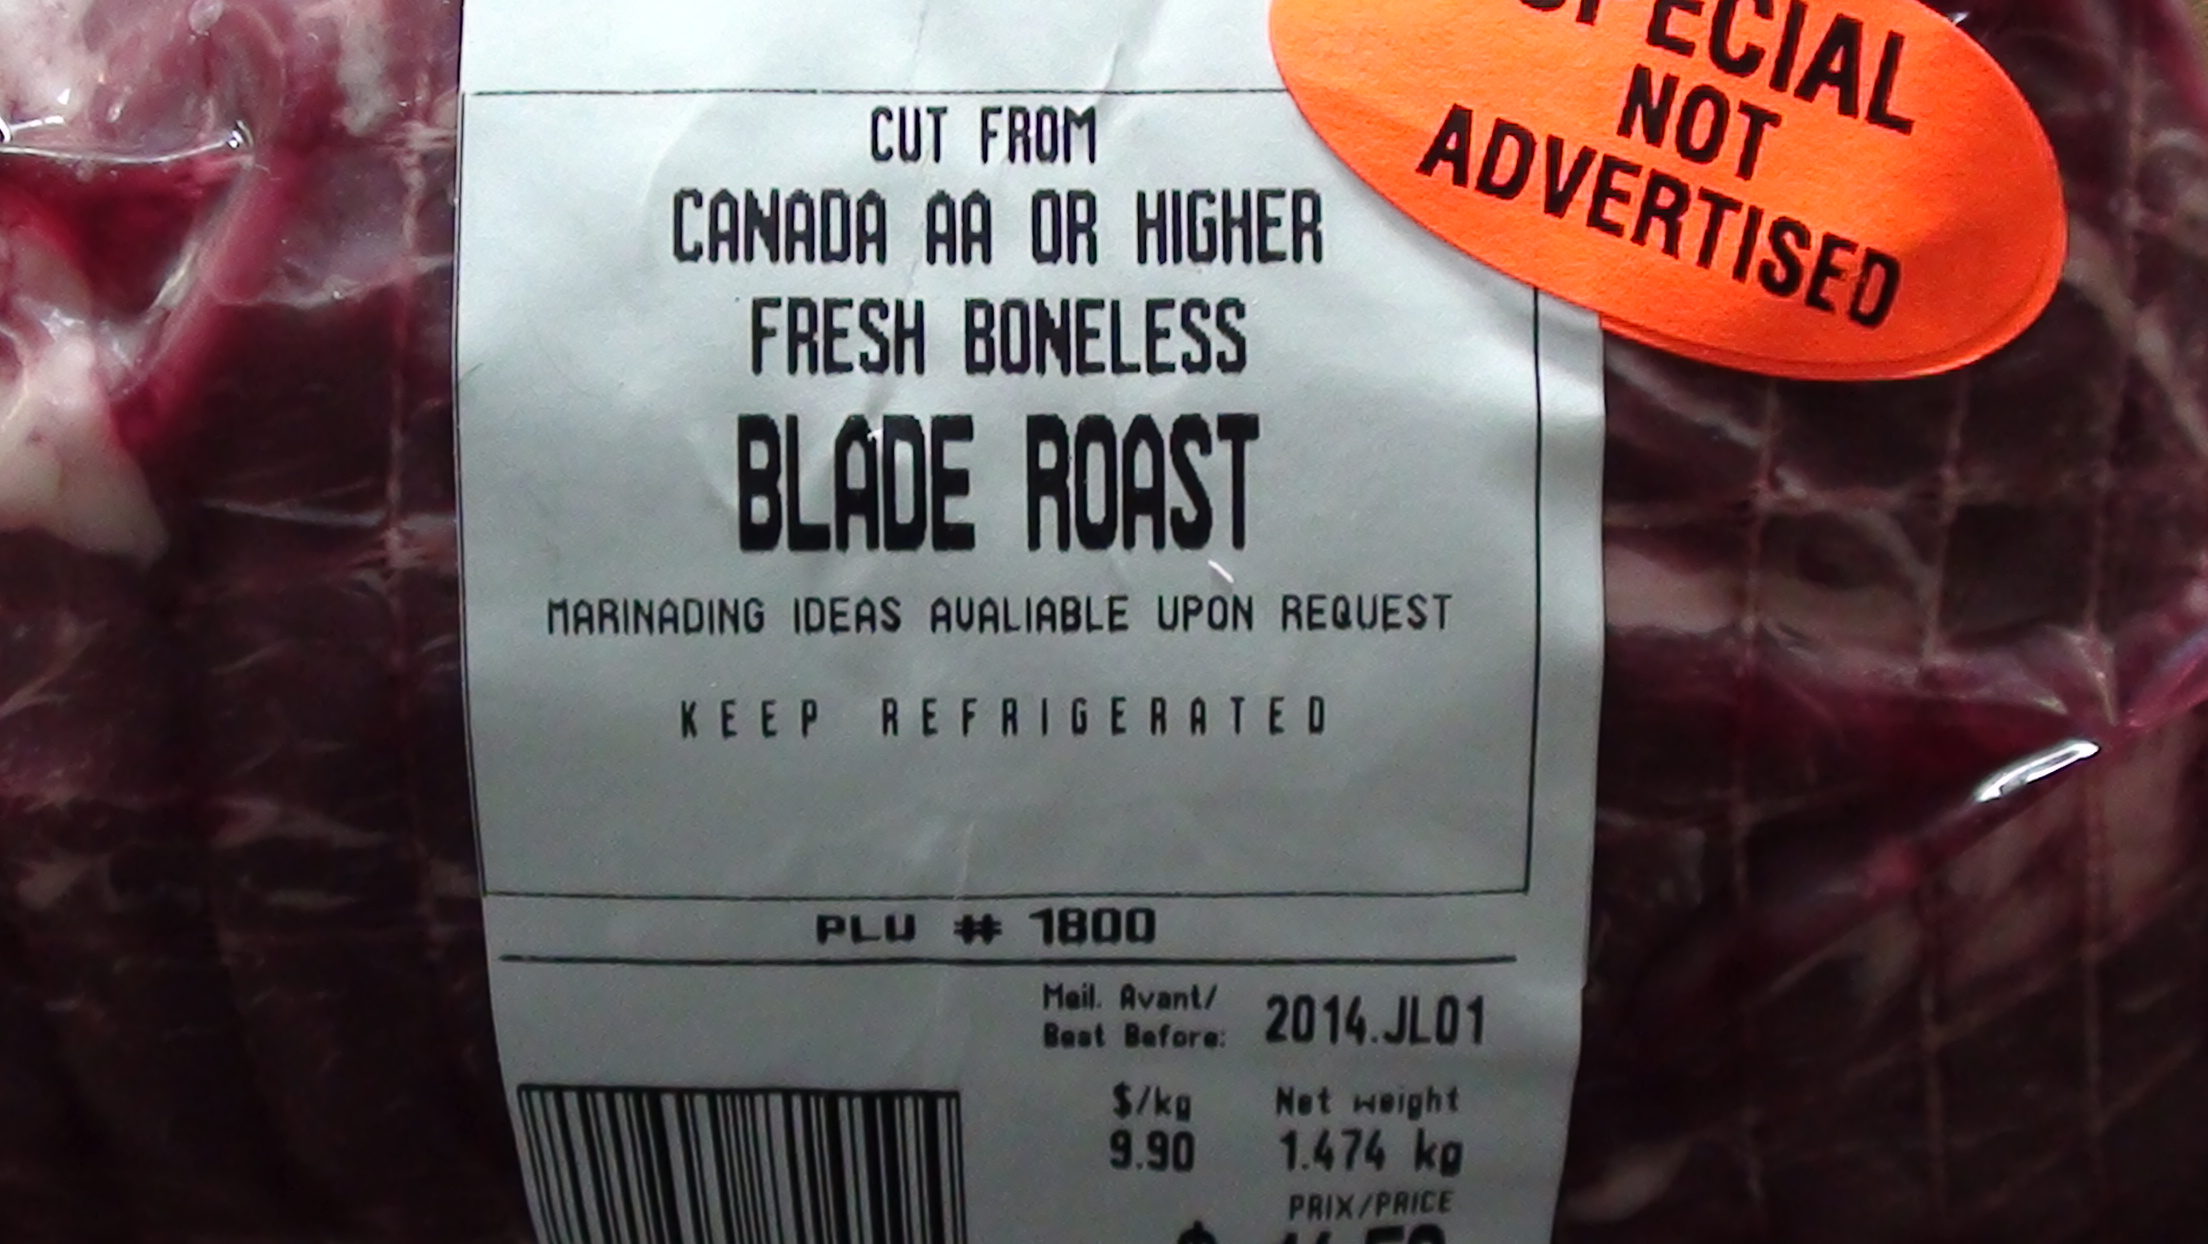 SPECIAL
NOT
ADVERTISED
CUT FROM
CANADA AA OR HIGHER
FRESH BONELESS
BLADE ROAST
MARINADING IDEAS AVALIABLE UPON REQUEST
KEEP REFRIGERATED
PLU # 1800
Meil. Avant/
Best Before: 2014.JL01
$/kg Net weight
9.90 1.474 kg
PRIX/PRICE
$